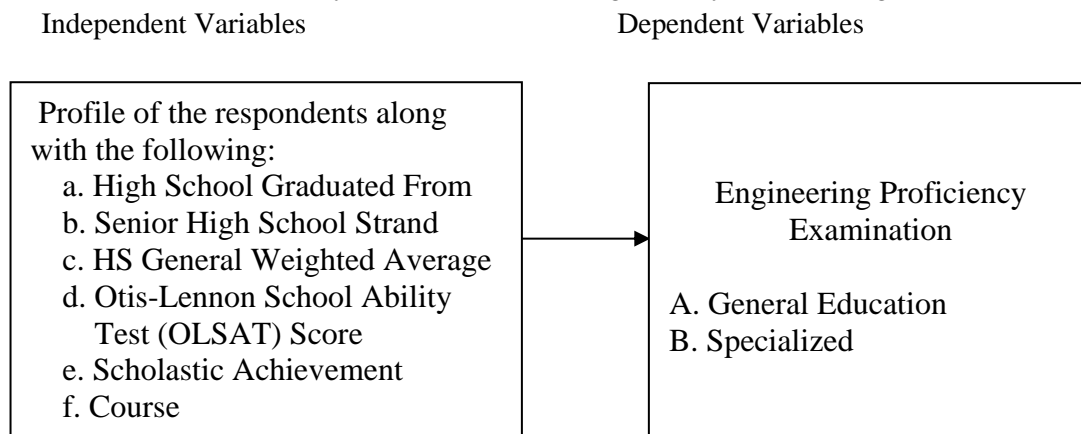 Independent Variables Dependent Variables
Profile of the respondents along
with the following:
a. High School Graduated From
b. Senior High School Strand
c. HS General Weighted Average
d. Otis-Lennon School Ability
Test (OLSAT) Score
e. Scholastic Achievement
f. Course
Engineering Proficiency
Examination
A. General Education
B. Specialized